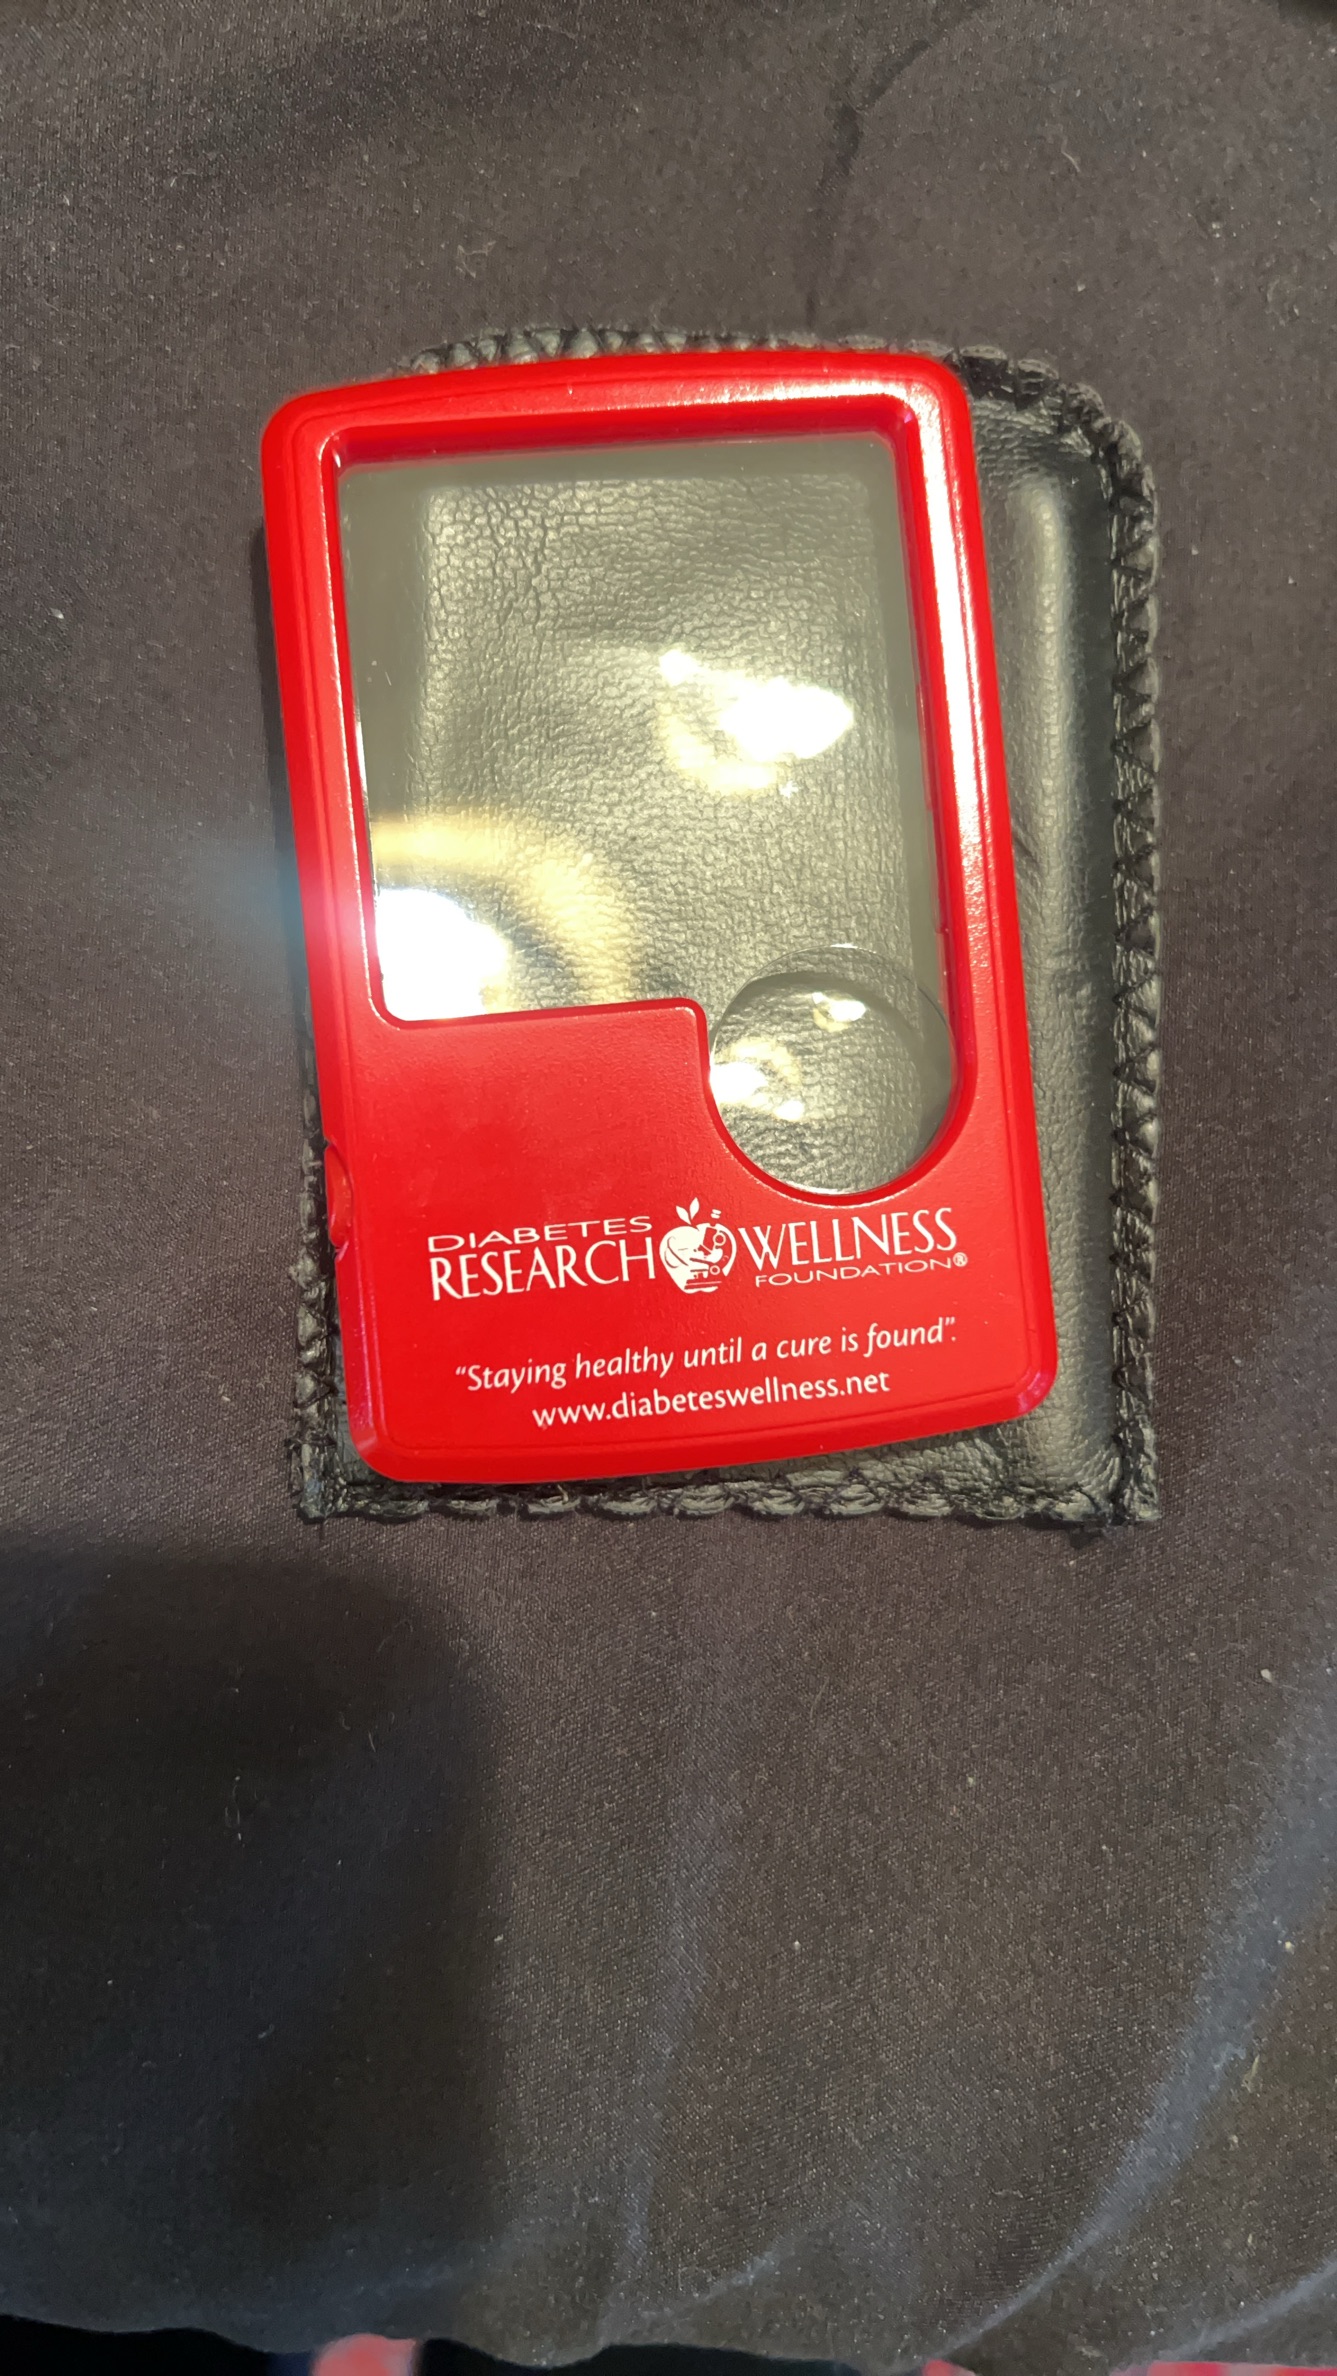 DIABETES
RESEARCH WELLNESS
FOUNDATION®
“Staying healthy until a cure is found”.
www.diabeteswellness.net